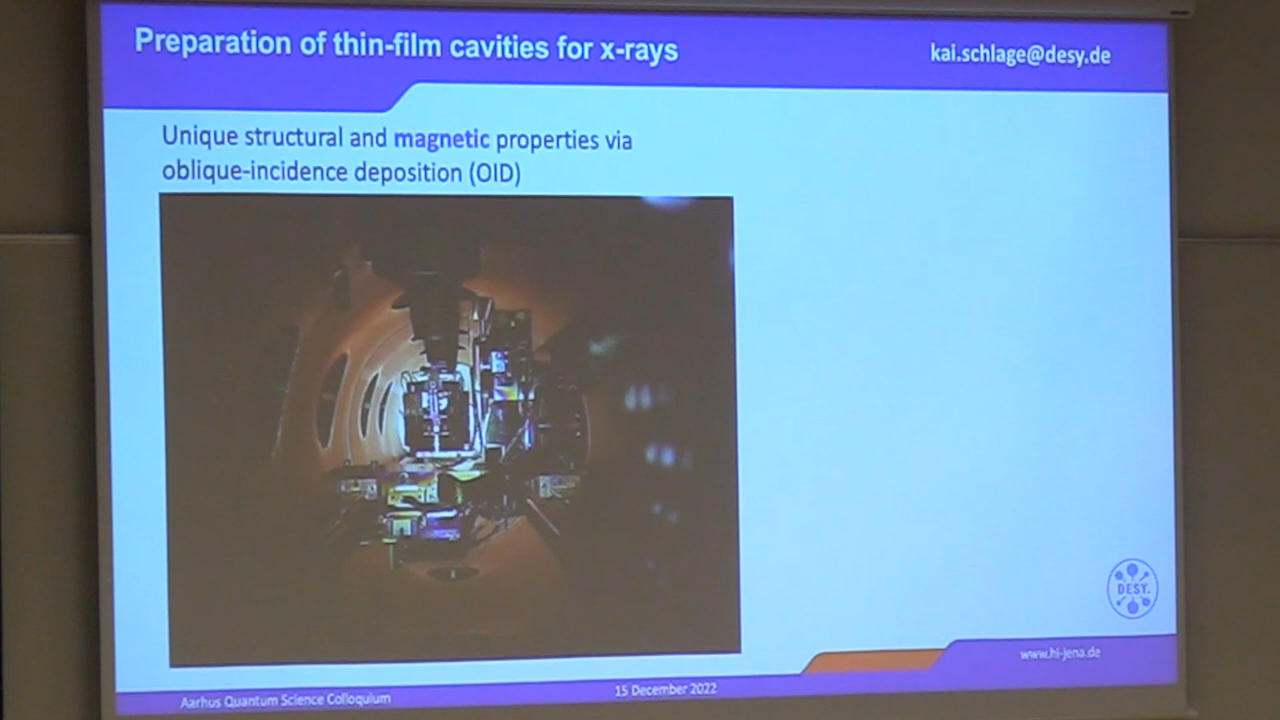 Preparation of thin-film cavities for x-rays
kai.schlage@desy.de
Unique structural and magnetic properties via
oblique-incidence deposition (OID)
DESY.
www.hi-jena.de
Aarhus Quantum Science Colloquium
15 December 2022